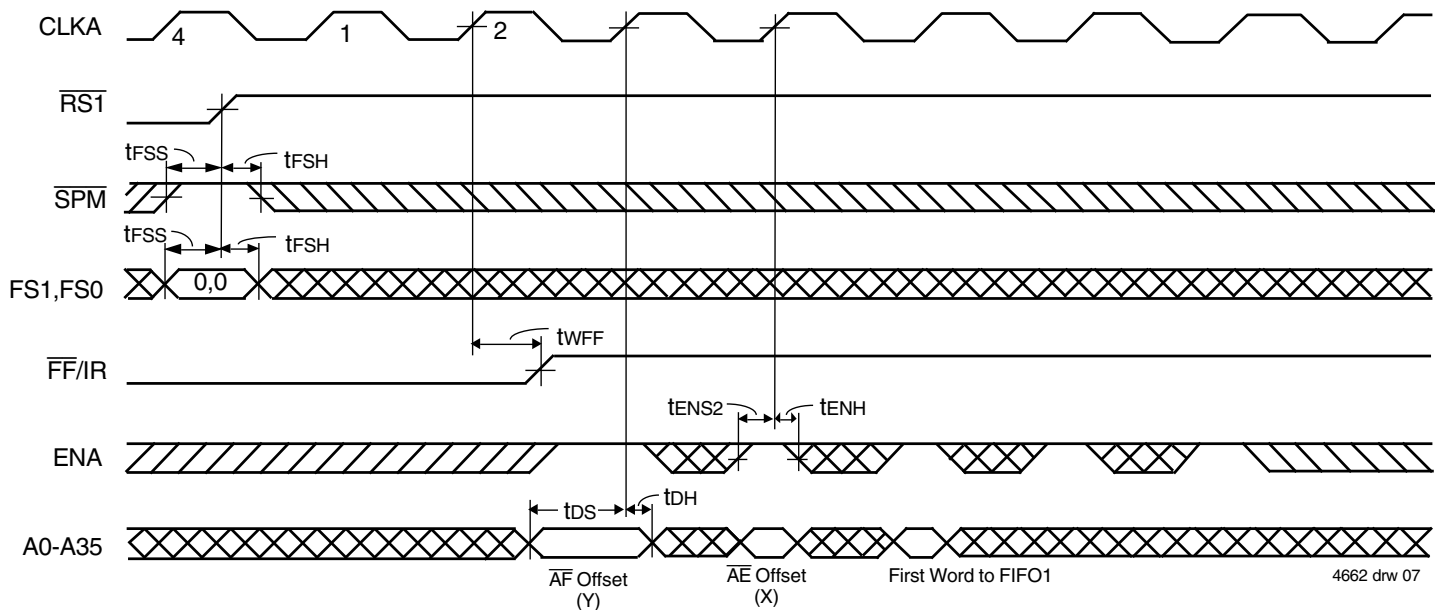 CLKA
4
1
2
RS1
tFSS
tFSH
SPM
tFSS
tFSH
FS1,FS0
0,0
tWFF
FF/IR
tENS2
tENH
ENA
tDS
tDH
A0-A35
AF Offset
(Y)
AE Offset
(X)
First Word to FIFO1
4662 drw 07